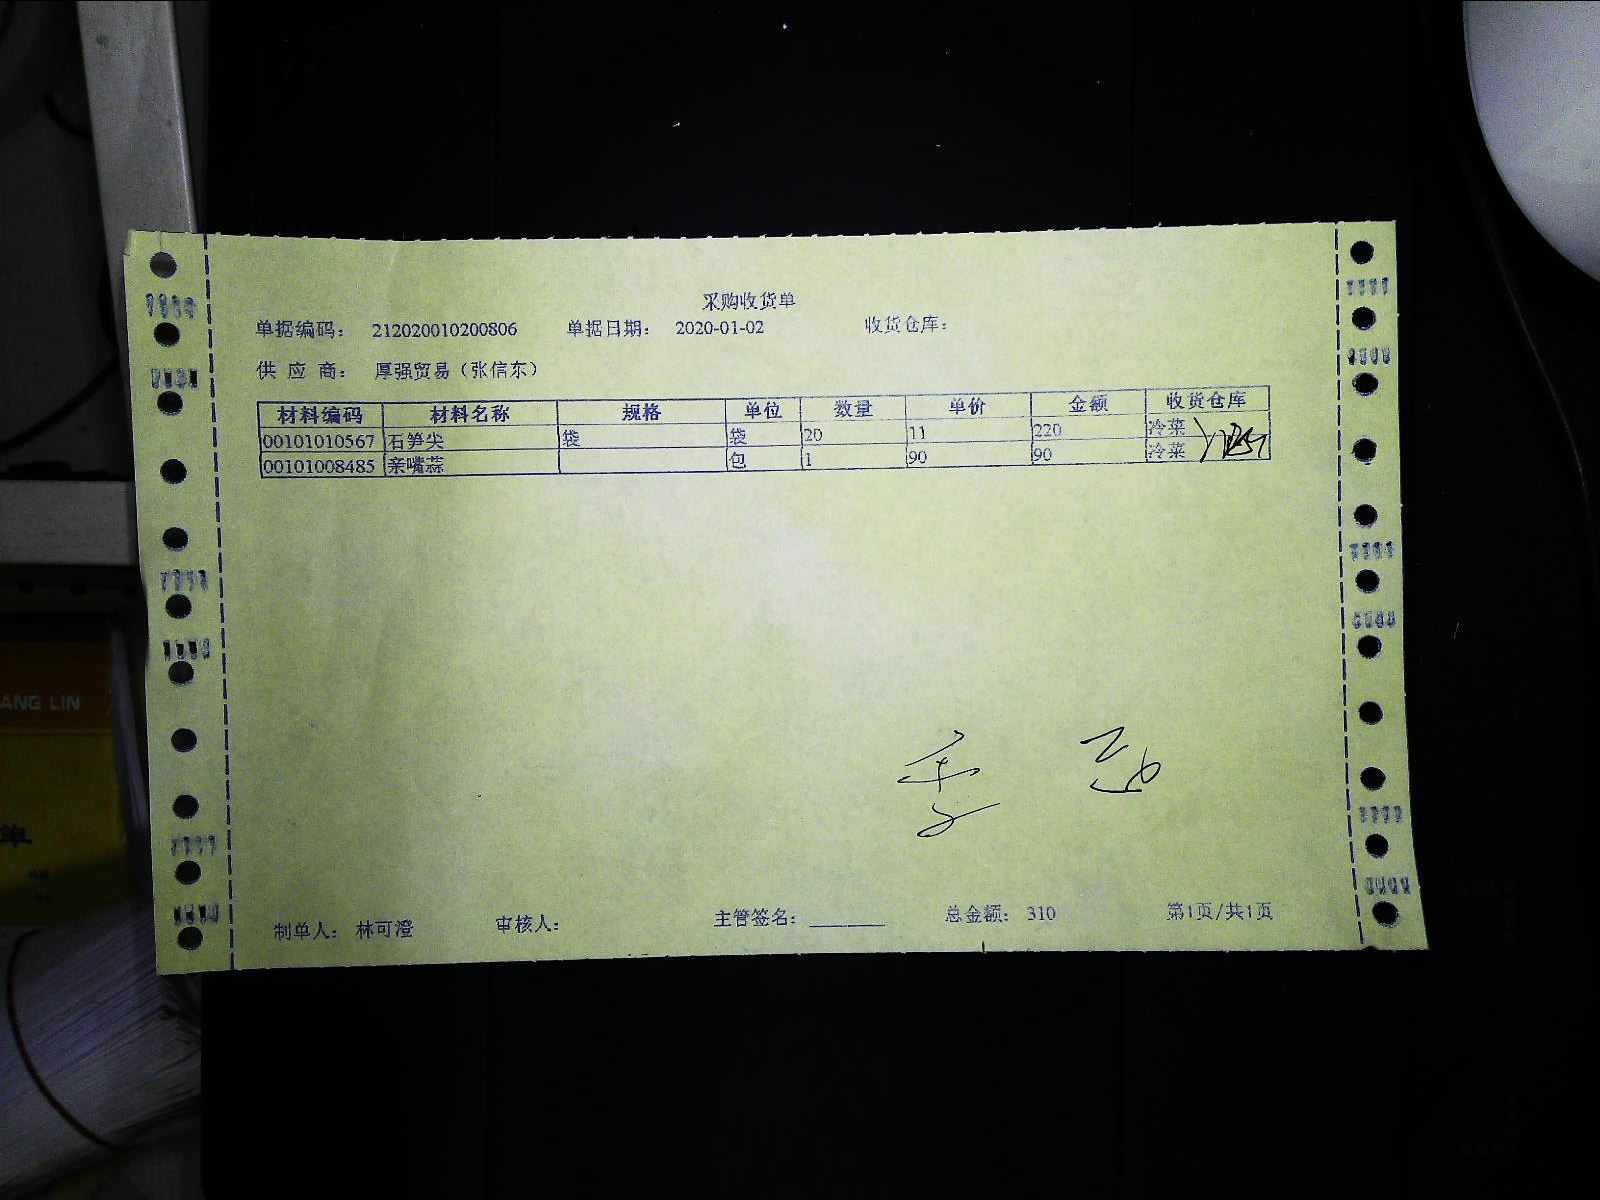 采购收货单
单据编码： 212020010200806 单据日期： 2020-01-02 收货仓库：
供 应 商： 厚强贸易（张信东）
材料编码 材料名称 规格 单位 数量 单价 金额 收货仓库
00101010567 石笋尖 袋 袋 20 11 220 冷菜
00101008485 亲嘴蒜 包 1 90 90 冷菜
制单人： 林可澄 审核人： 主管签名： ________ 总金额： 310 第1页/共1页
ANG LIN
单